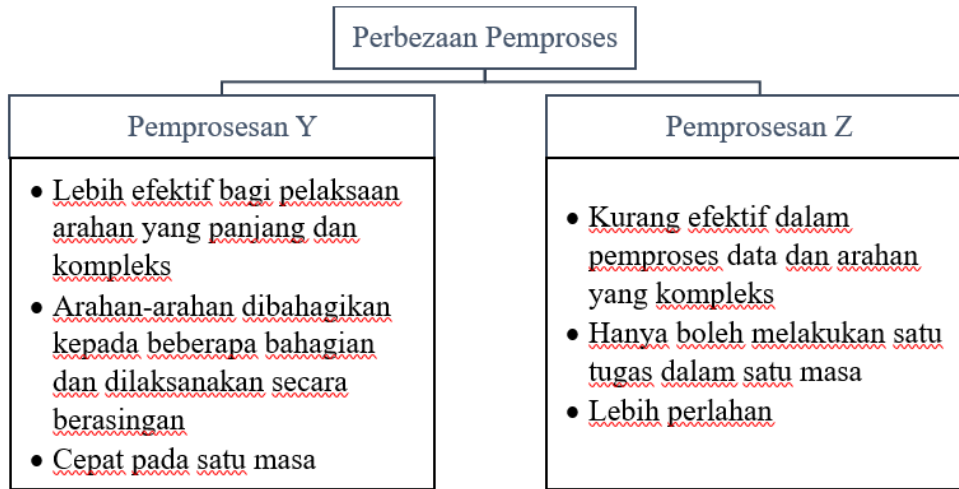 Perbezaan Pemproses
Pemprosesan Y
• Lebih efektif bagi pelaksaan
arahan yang panjang dan
kompleks
• Arahan-arahan dibahagikan
kepada beberapa bahagian
dan dilaksanakan secara
berasingan
• Cepat pada satu masa
Pemprosesan Z
• Kurang efektif dalam
pemproses data dan arahan
yang kompleks
• Hanya boleh melakukan satu
tugas dalam satu masa
• Lebih perlahan